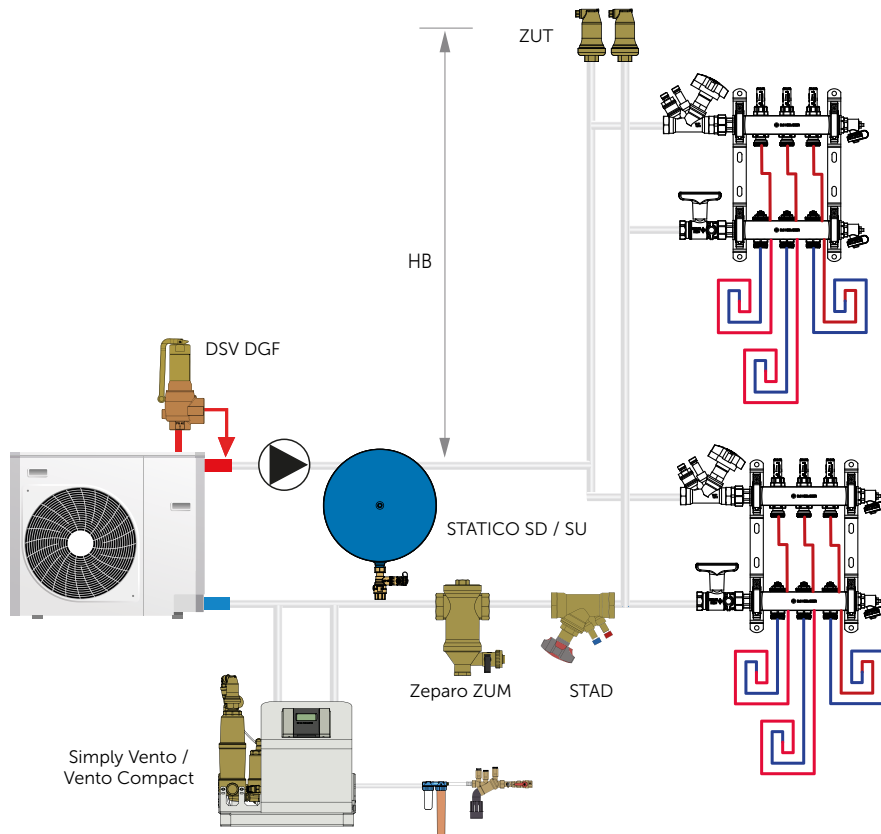 ZUT
HB
DSV DGF
STATICO SD / SU
Zeparo ZUM
STAD
Simply Vento /
Vento Compact